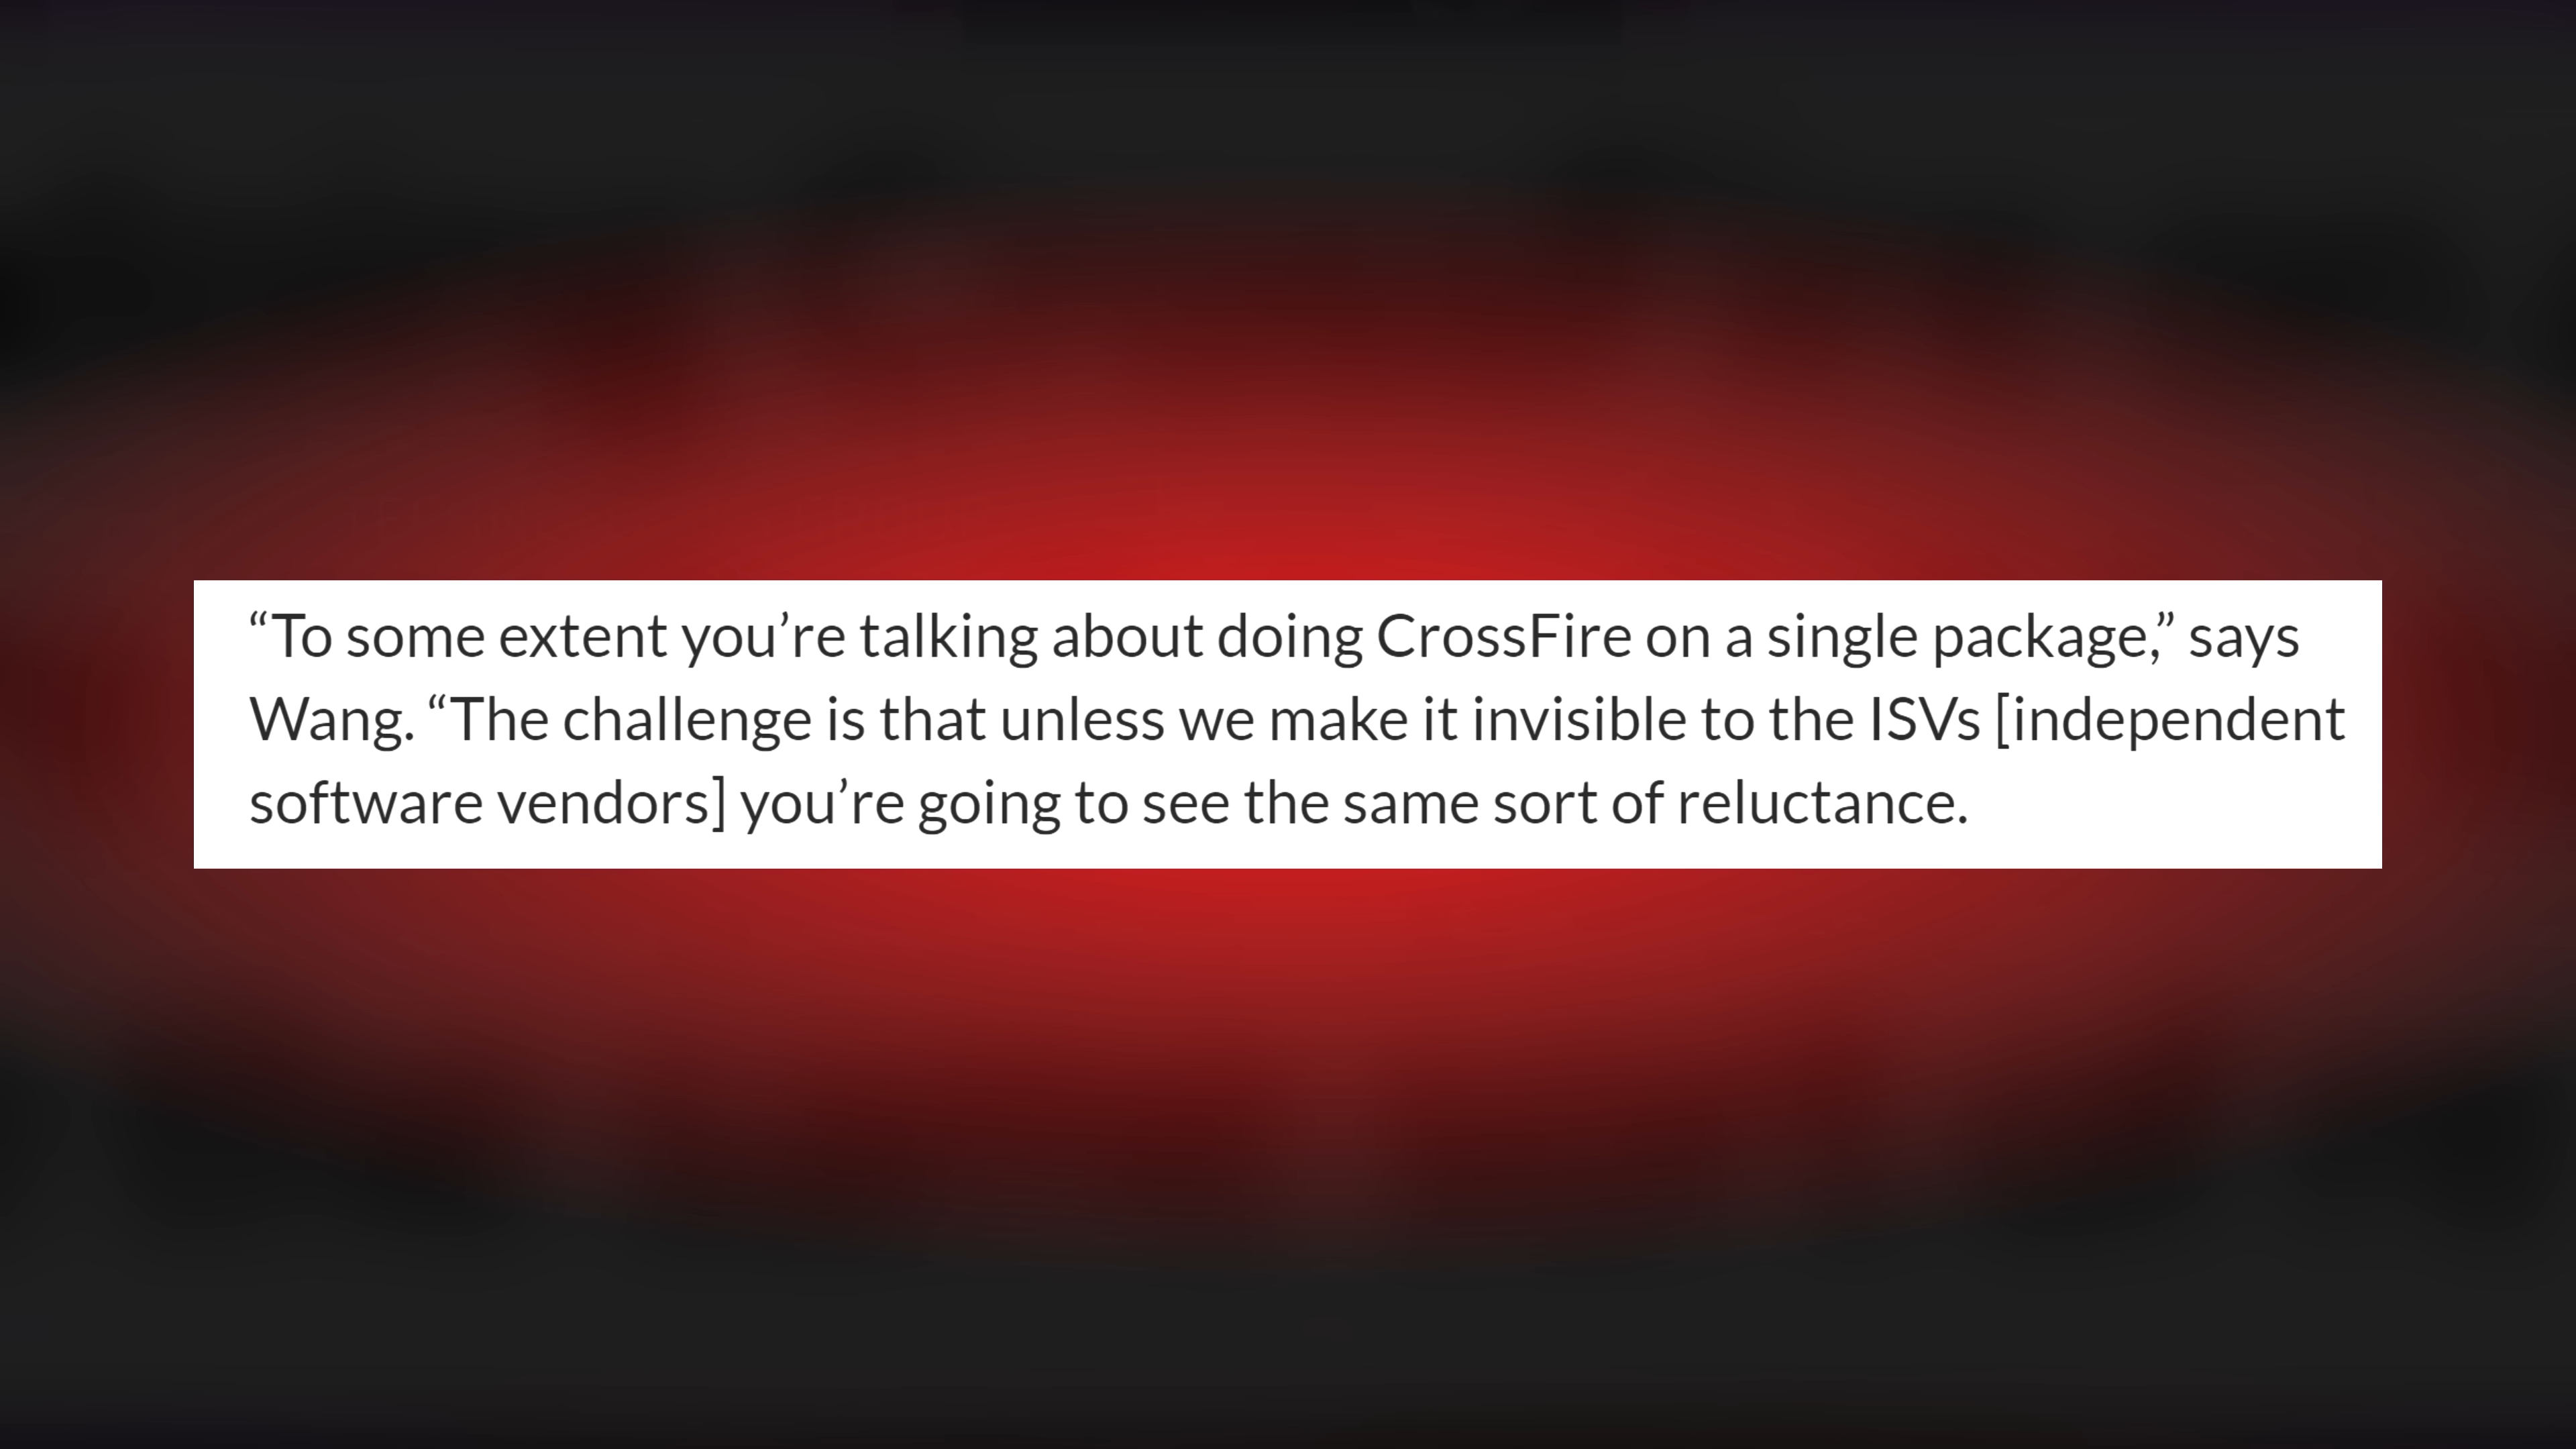 “To some extent you’re talking about doing CrossFire on a single package,” says
Wang. “The challenge is that unless we make it invisible to the ISVs [independent
software vendors] you’re going to see the same sort of reluctance.